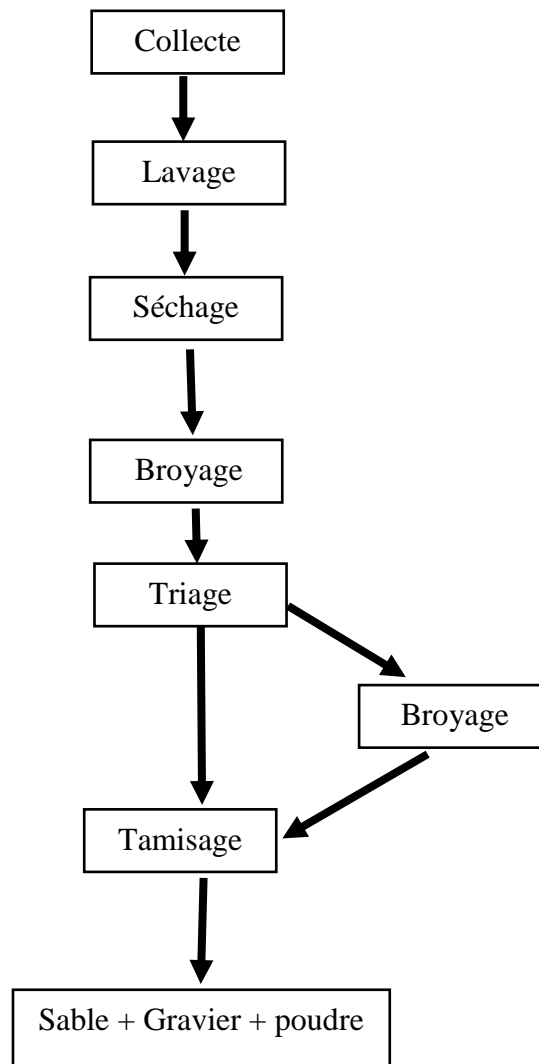 Collecte
Lavage
Séchage
Broyage
Triage
Broyage
Tamisage
Sable + Gravier + poudre